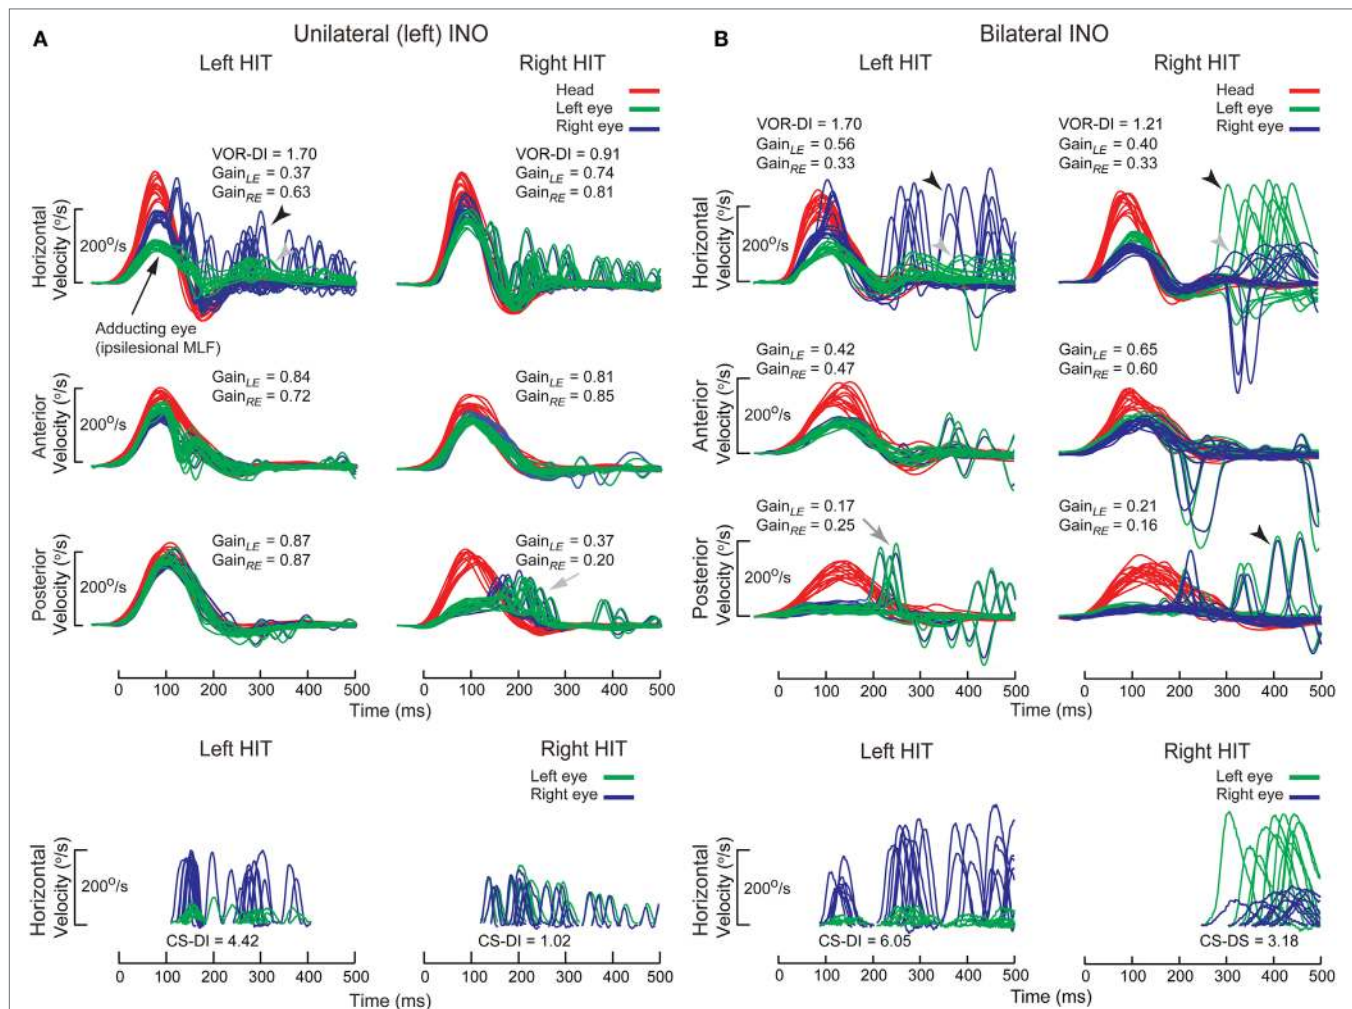 A
Unilateral (left) INO
Left HIT
Right HIT
Head
Left eye
Right eye
VOR-DI = 1.70
GainLE = 0.37
GainRE = 0.63
VOR-DI = 0.91
GainLE = 0.74
GainRE = 0.81
Horizontal
Velocity (°/s)
200°/s
Adducting eye
(ipsilesional MLF)
GainLE = 0.84
GainRE = 0.72
GainLE = 0.81
GainRE = 0.85
Anterior
Velocity (°/s)
200°/s
GainLE = 0.87
GainRE = 0.87
GainLE = 0.37
GainRE = 0.20
Posterior
Velocity (°/s)
200°/s
0 100 200 300 400 500
0 100 200 300 400 500
Time (ms)
Left HIT
Right HIT
Left eye
Right eye
Horizontal
Velocity (°/s)
200°/s
CS-DI = 4.42
CS-DI = 1.02
0 100 200 300 400 500
0 100 200 300 400 500
Time (ms)
B
Bilateral INO
Left HIT
Right HIT
Head
Left eye
Right eye
VOR-DI = 1.70
GainLE = 0.56
GainRE = 0.33
VOR-DI = 1.21
GainLE = 0.40
GainRE = 0.33
Horizontal
Velocity (°/s)
200°/s
GainLE = 0.42
GainRE = 0.47
GainLE = 0.65
GainRE = 0.60
Anterior
Velocity (°/s)
200°/s
GainLE = 0.17
GainRE = 0.25
GainLE = 0.21
GainRE = 0.16
Posterior
Velocity (°/s)
200°/s
0 100 200 300 400 500
0 100 200 300 400 500
Time (ms)
Left HIT
Right HIT
Left eye
Right eye
Horizontal
Velocity (°/s)
200°/s
CS-DI = 6.05
CS-DS = 3.18
0 100 200 300 400 500
0 100 200 300 400 500
Time (ms)